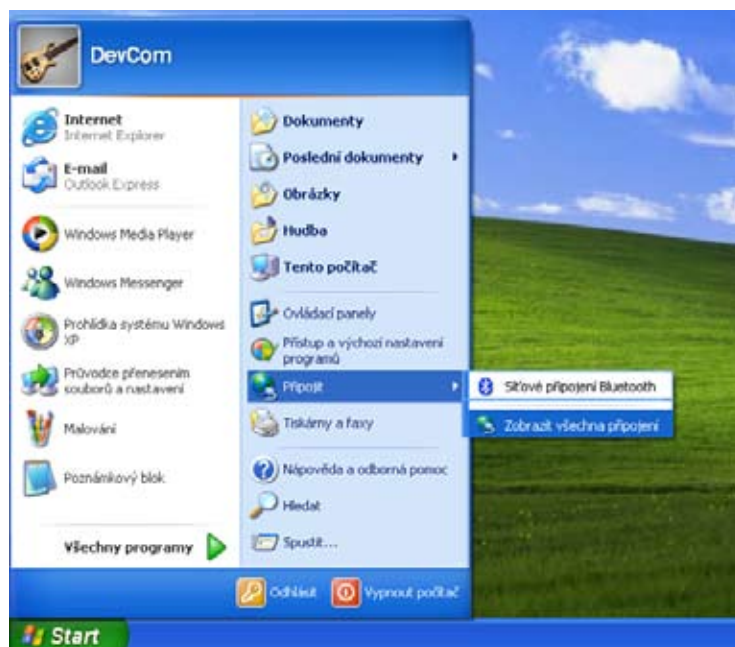 DevCom
Internet
Internet Explorer
E-mail
Outlook Express
Windows Media Player
Windows Messenger
Prohlídka systému Windows
XP
Průvodce přenesením
souborů a nastavení
Malování
Poznámkový blok
Všechny programy
Dokumenty
Poslední dokumenty
Obrázky
Hudba
Tento počítač
Ovládací panely
Přístup a výchozí nastavení
programů
Připojit
Tiskárny a faxy
Nápověda a odborná pomoc
Hledat
Spustit...
Síťové připojení Bluetooth
Zobrazit všechna připojení
Odhlásit
Vypnout počítač
Start